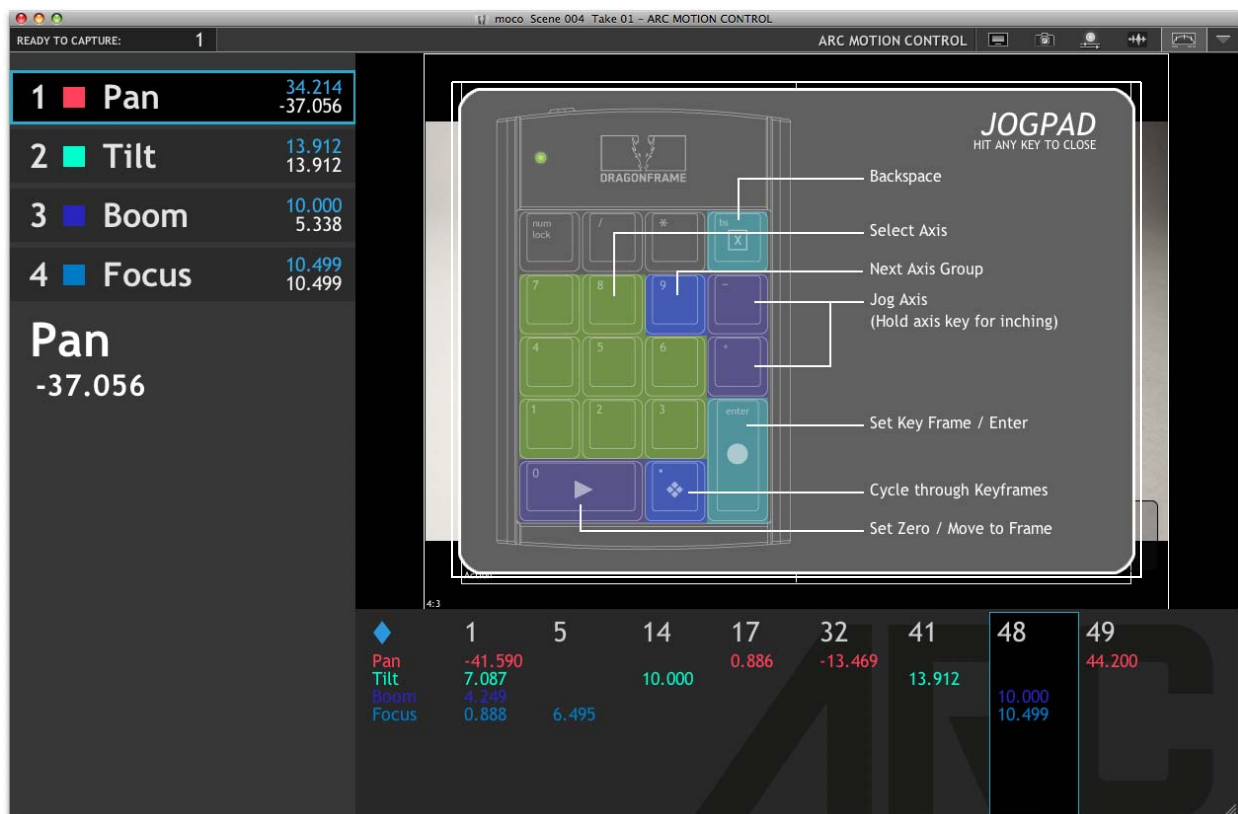 moco Scene 004 Take 01 – ARC MOTION CONTROL
READY TO CAPTURE: 1
ARC MOTION CONTROL
1 Pan 34.214
-37.056
2 Tilt 13.912
13.912
3 Boom 10.000
5.338
4 Focus 10.499
10.499
Pan
-37.056
JOGPAD
HIT ANY KEY TO CLOSE
DRAGONFRAME
num
lock
/
*
bs
X
7
8
9
-
4
5
6
+
1
2
3
enter
0
Backspace
Select Axis
Next Axis Group
Jog Axis
(Hold axis key for inching)
Set Key Frame / Enter
Cycle through Keyframes
Set Zero / Move to Frame
Action
4:3
1 5 14 17 32 41 48 49
Pan -41.590 0.886 -13.469 44.200
Tilt 7.087 10.000 13.912
Boom 4.249 10.000
Focus 0.888 6.495 10.499
ARC